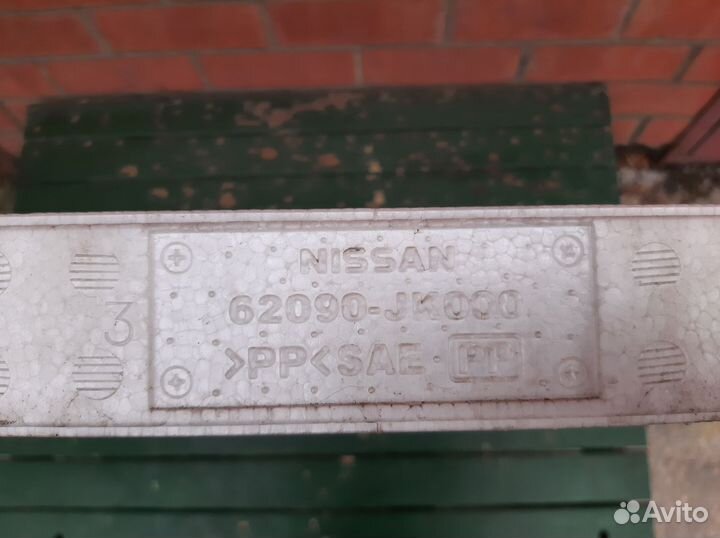 NISSAN
62090-JK000
>PP< SAE PP
3
Avito